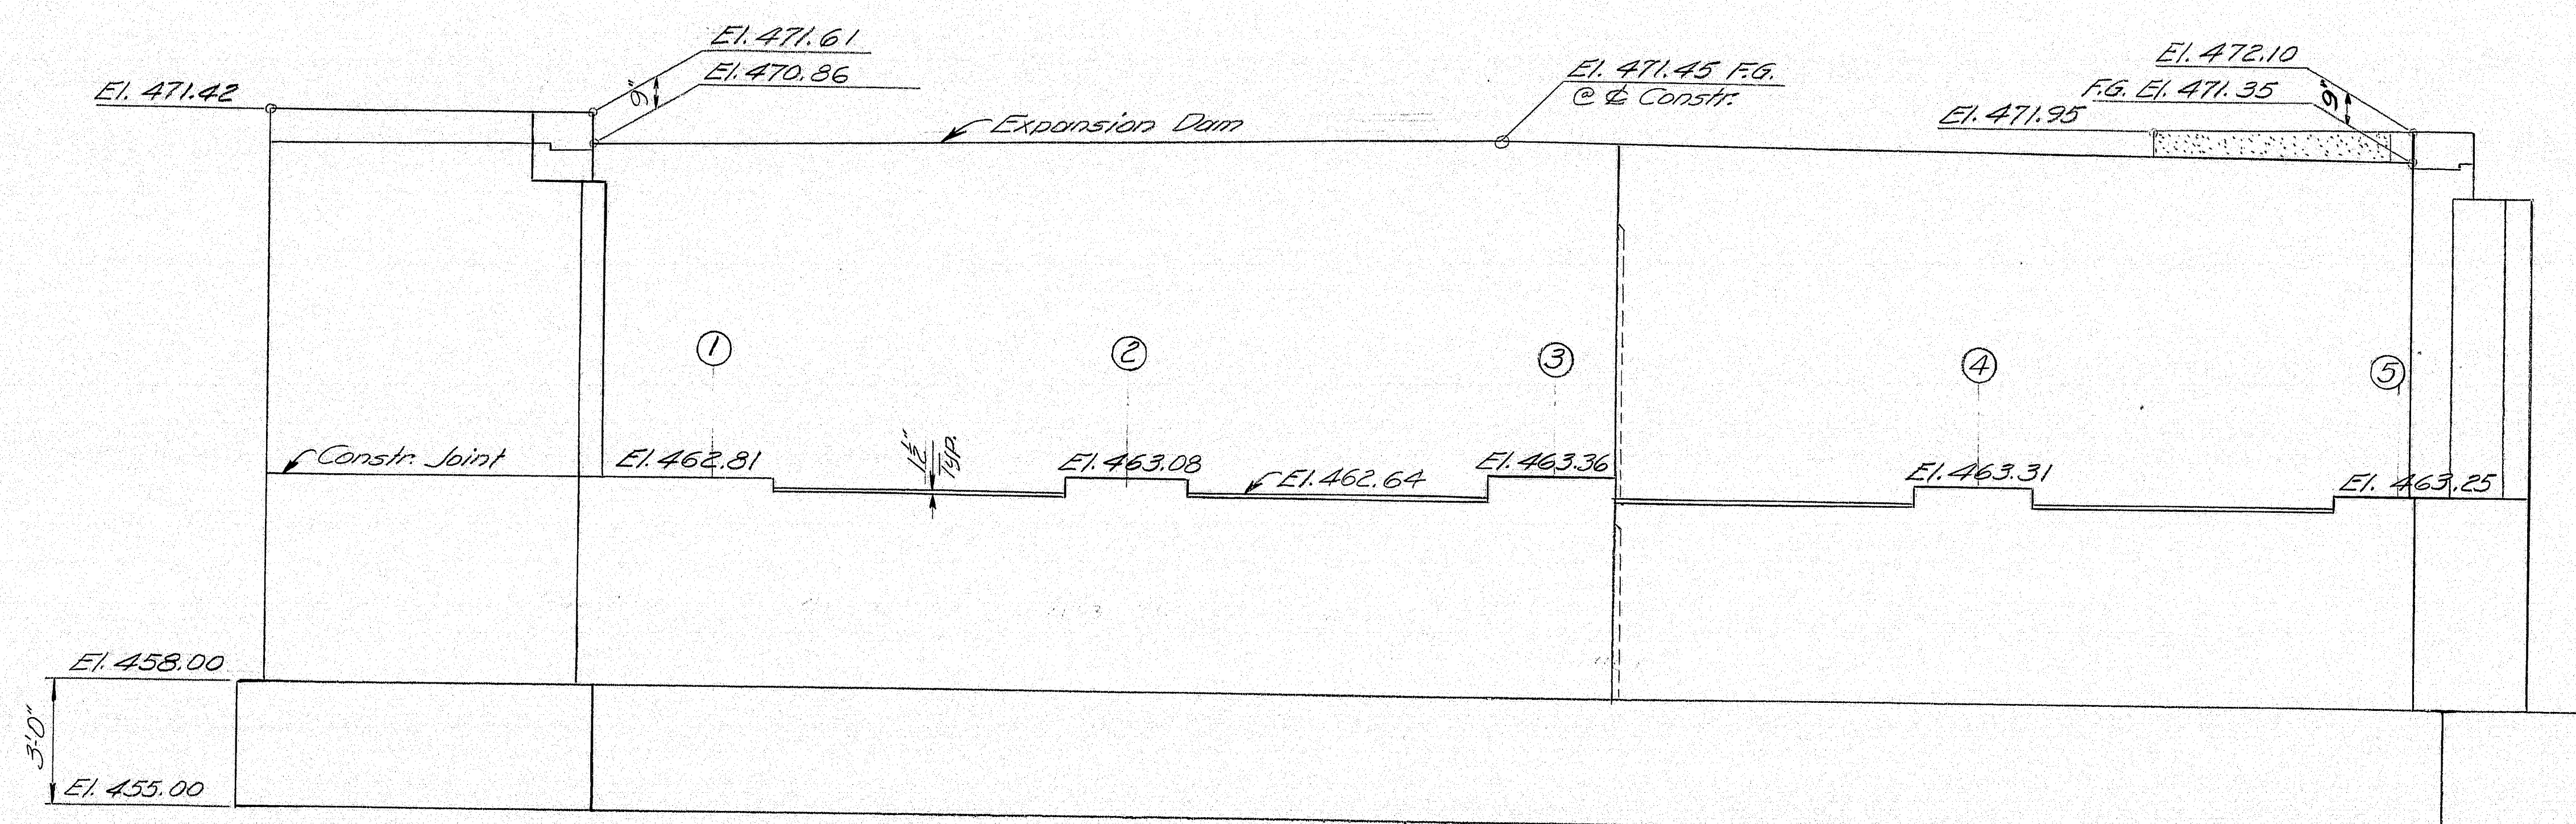 El. 471.61
El. 470.86
9"
El. 471.42
Expansion Dam
El. 471.45 F.G.
@ ℄ Constr.
El. 472.10
F.G. El. 471.35
9"
El. 471.95
1
2
3
4
5
Constr. Joint
El. 462.81
1½"
Typ.
El. 463.08
El. 462.64
El. 463.36
El. 463.31
El. 463.25
El. 458.00
3'-0"
El. 455.00